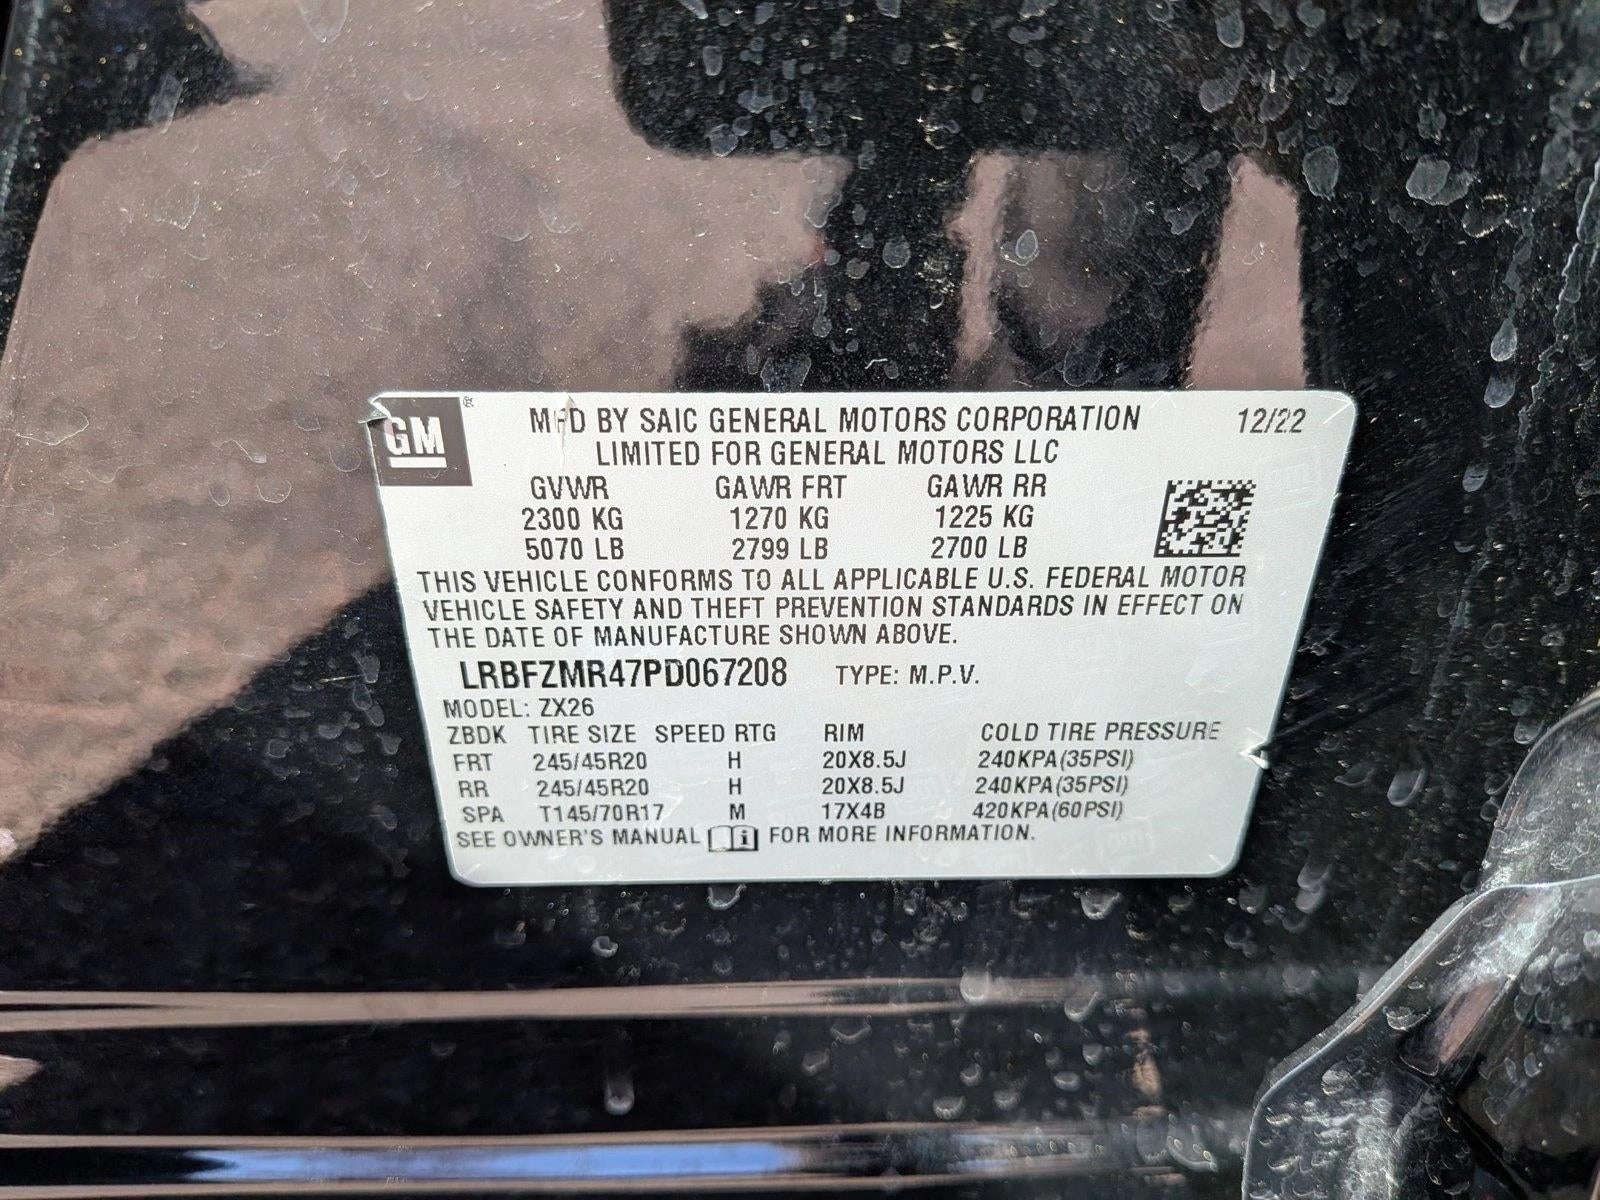 GM ® MFD BY SAIC GENERAL MOTORS CORPORATION 12/22
LIMITED FOR GENERAL MOTORS LLC
GVWR GAWR FRT GAWR RR
2300 KG 1270 KG 1225 KG
5070 LB 2799 LB 2700 LB
THIS VEHICLE CONFORMS TO ALL APPLICABLE U.S. FEDERAL MOTOR
VEHICLE SAFETY AND THEFT PREVENTION STANDARDS IN EFFECT ON
THE DATE OF MANUFACTURE SHOWN ABOVE.
LRBFZMR47PD067208 TYPE: M.P.V.
MODEL: ZX26
ZBDK TIRE SIZE SPEED RTG RIM COLD TIRE PRESSURE
FRT 245/45R20 H 20X8.5J 240KPA(35PSI)
RR 245/45R20 H 20X8.5J 240KPA(35PSI)
SPA T145/70R17 M 17X4B 420KPA(60PSI)
SEE OWNER'S MANUAL i FOR MORE INFORMATION.